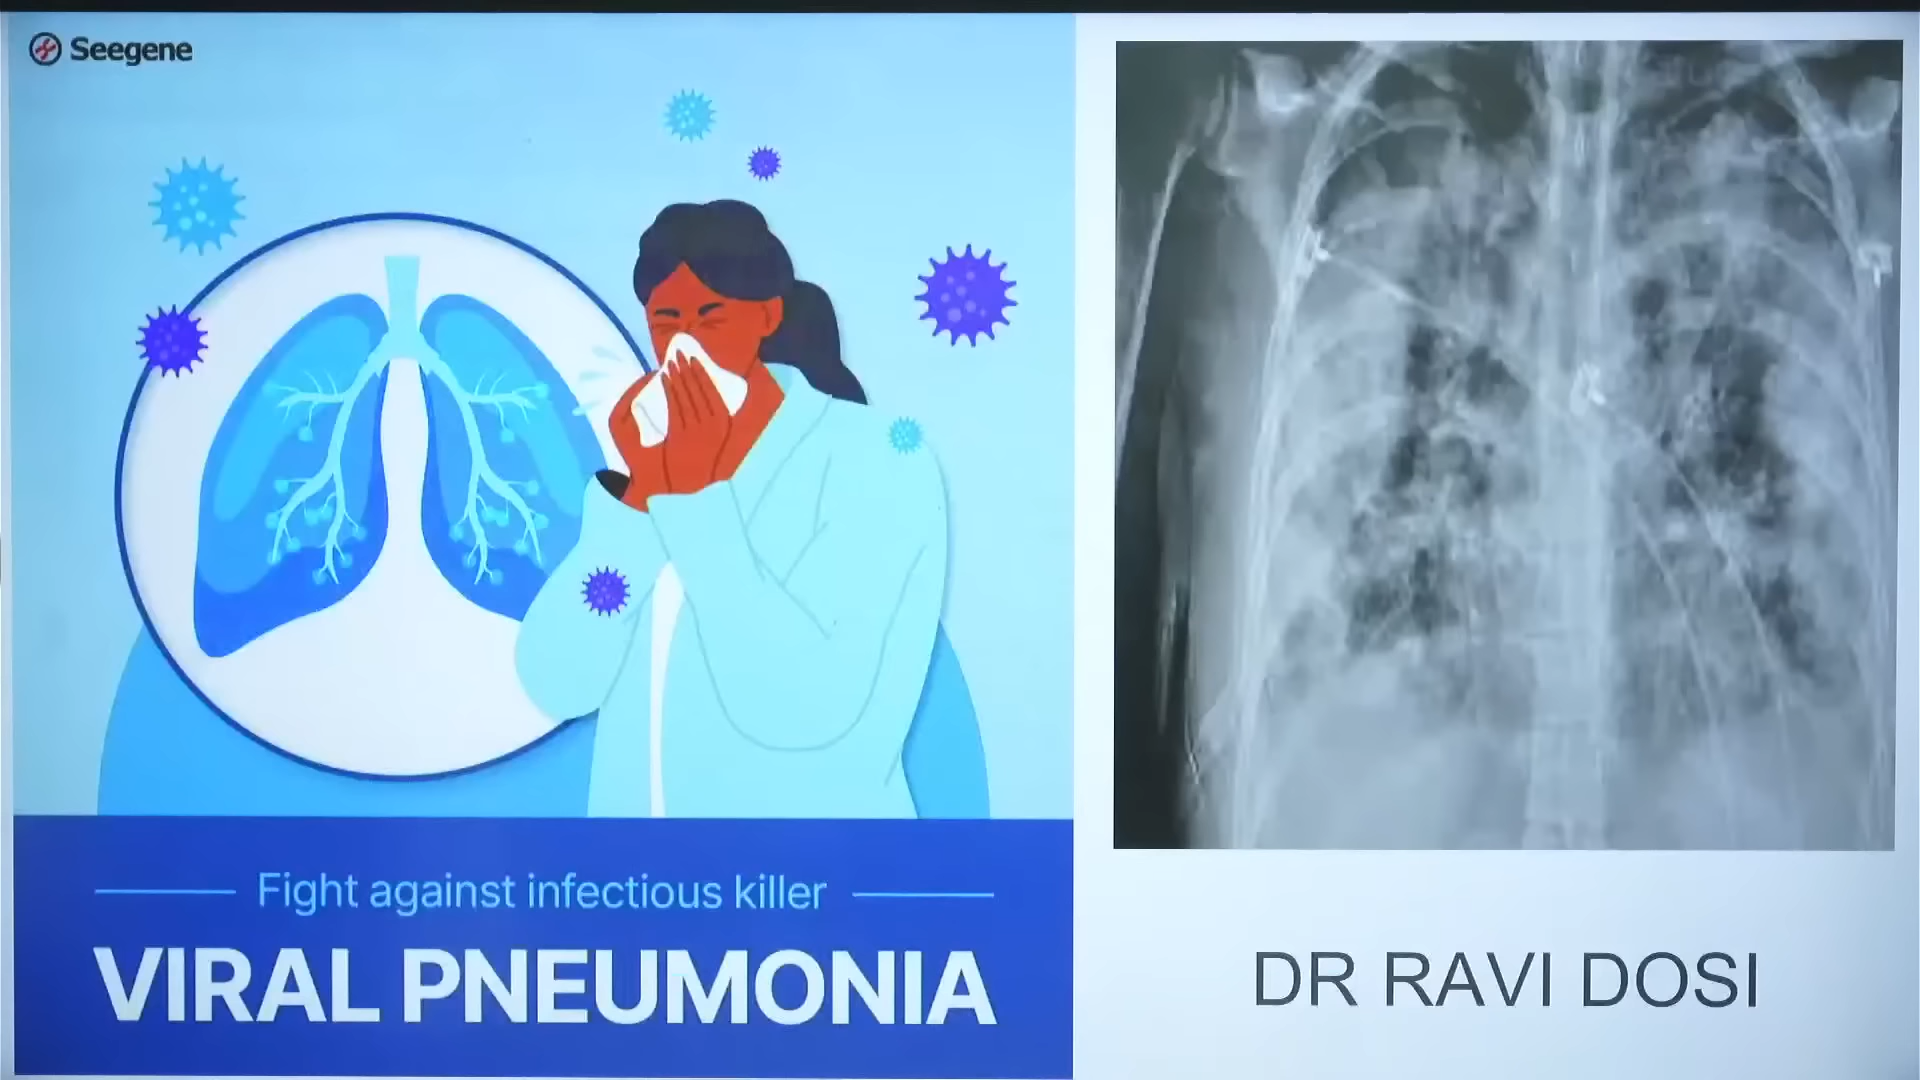 Seegene
Fight against infectious killer
VIRAL PNEUMONIA
DR RAVI DOSI